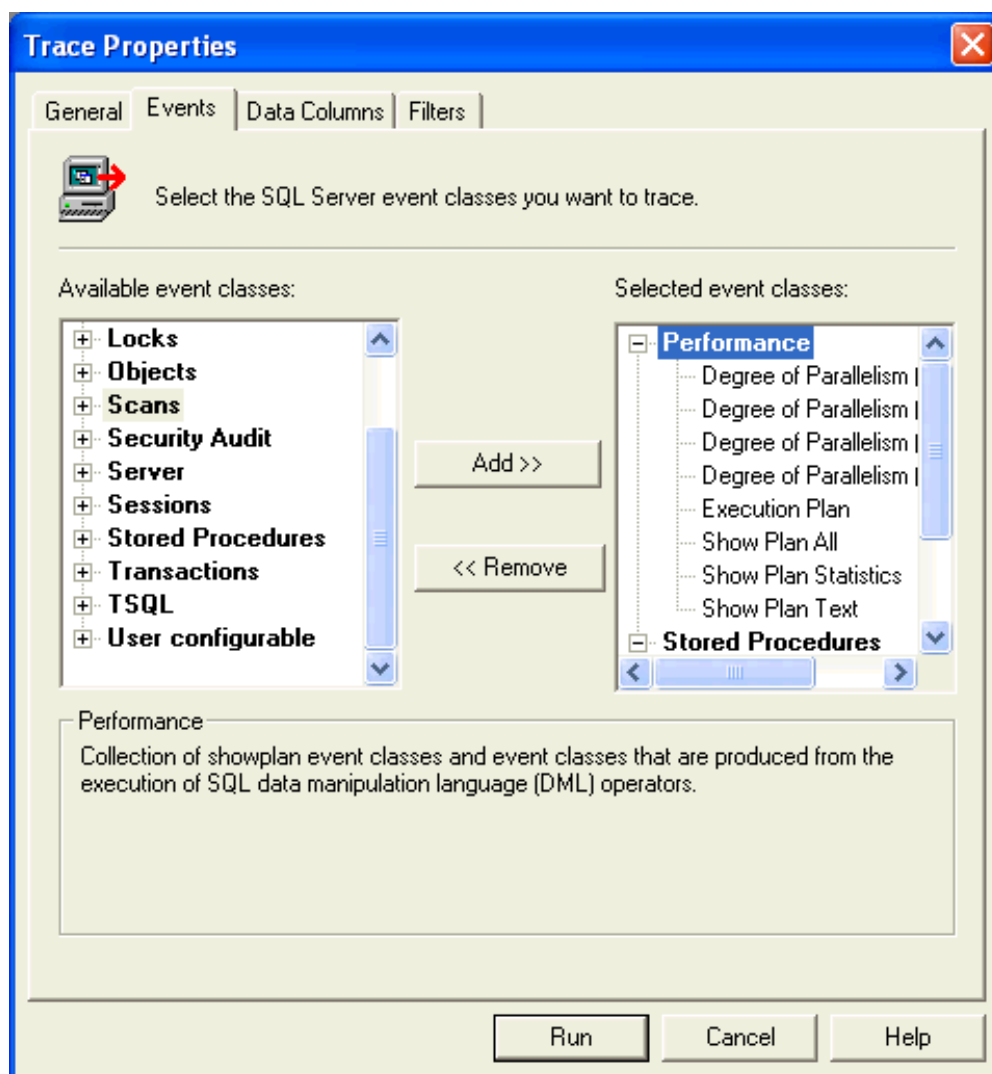 Trace Properties
General Events Data Columns Filters
Select the SQL Server event classes you want to trace.
Available event classes:
Locks
Objects
Scans
Security Audit
Server
Sessions
Stored Procedures
Transactions
TSQL
User configurable
Add >>
<< Remove
Selected event classes:
Performance
Degree of Parallelism
Degree of Parallelism
Degree of Parallelism
Degree of Parallelism
Execution Plan
Show Plan All
Show Plan Statistics
Show Plan Text
Stored Procedures
Performance
Collection of showplan event classes and event classes that are produced from the
execution of SQL data manipulation language (DML) operators.
Run Cancel Help